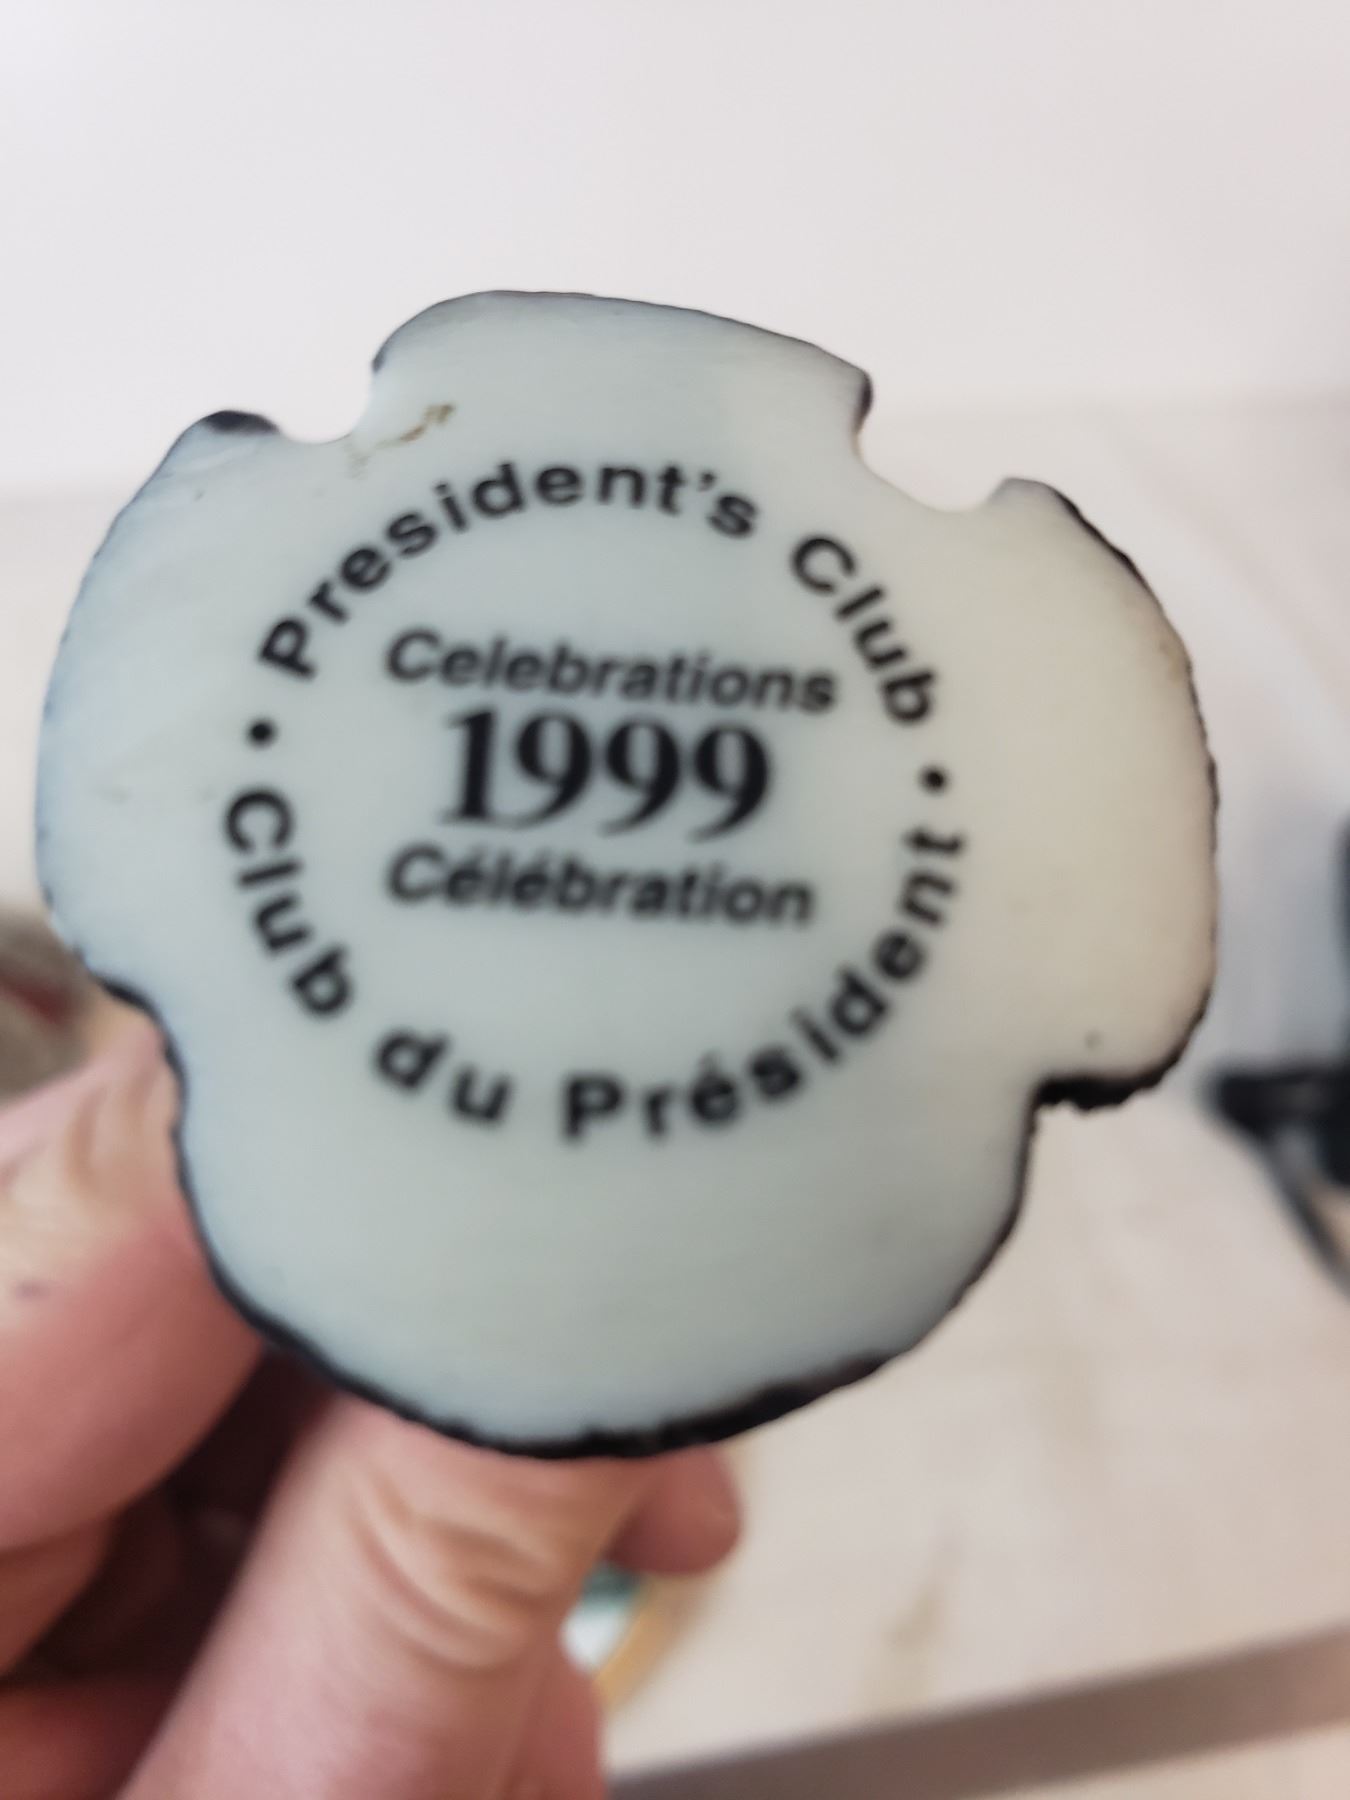 President's Club
Celebrations
1999
Célébration
• Club du Président •